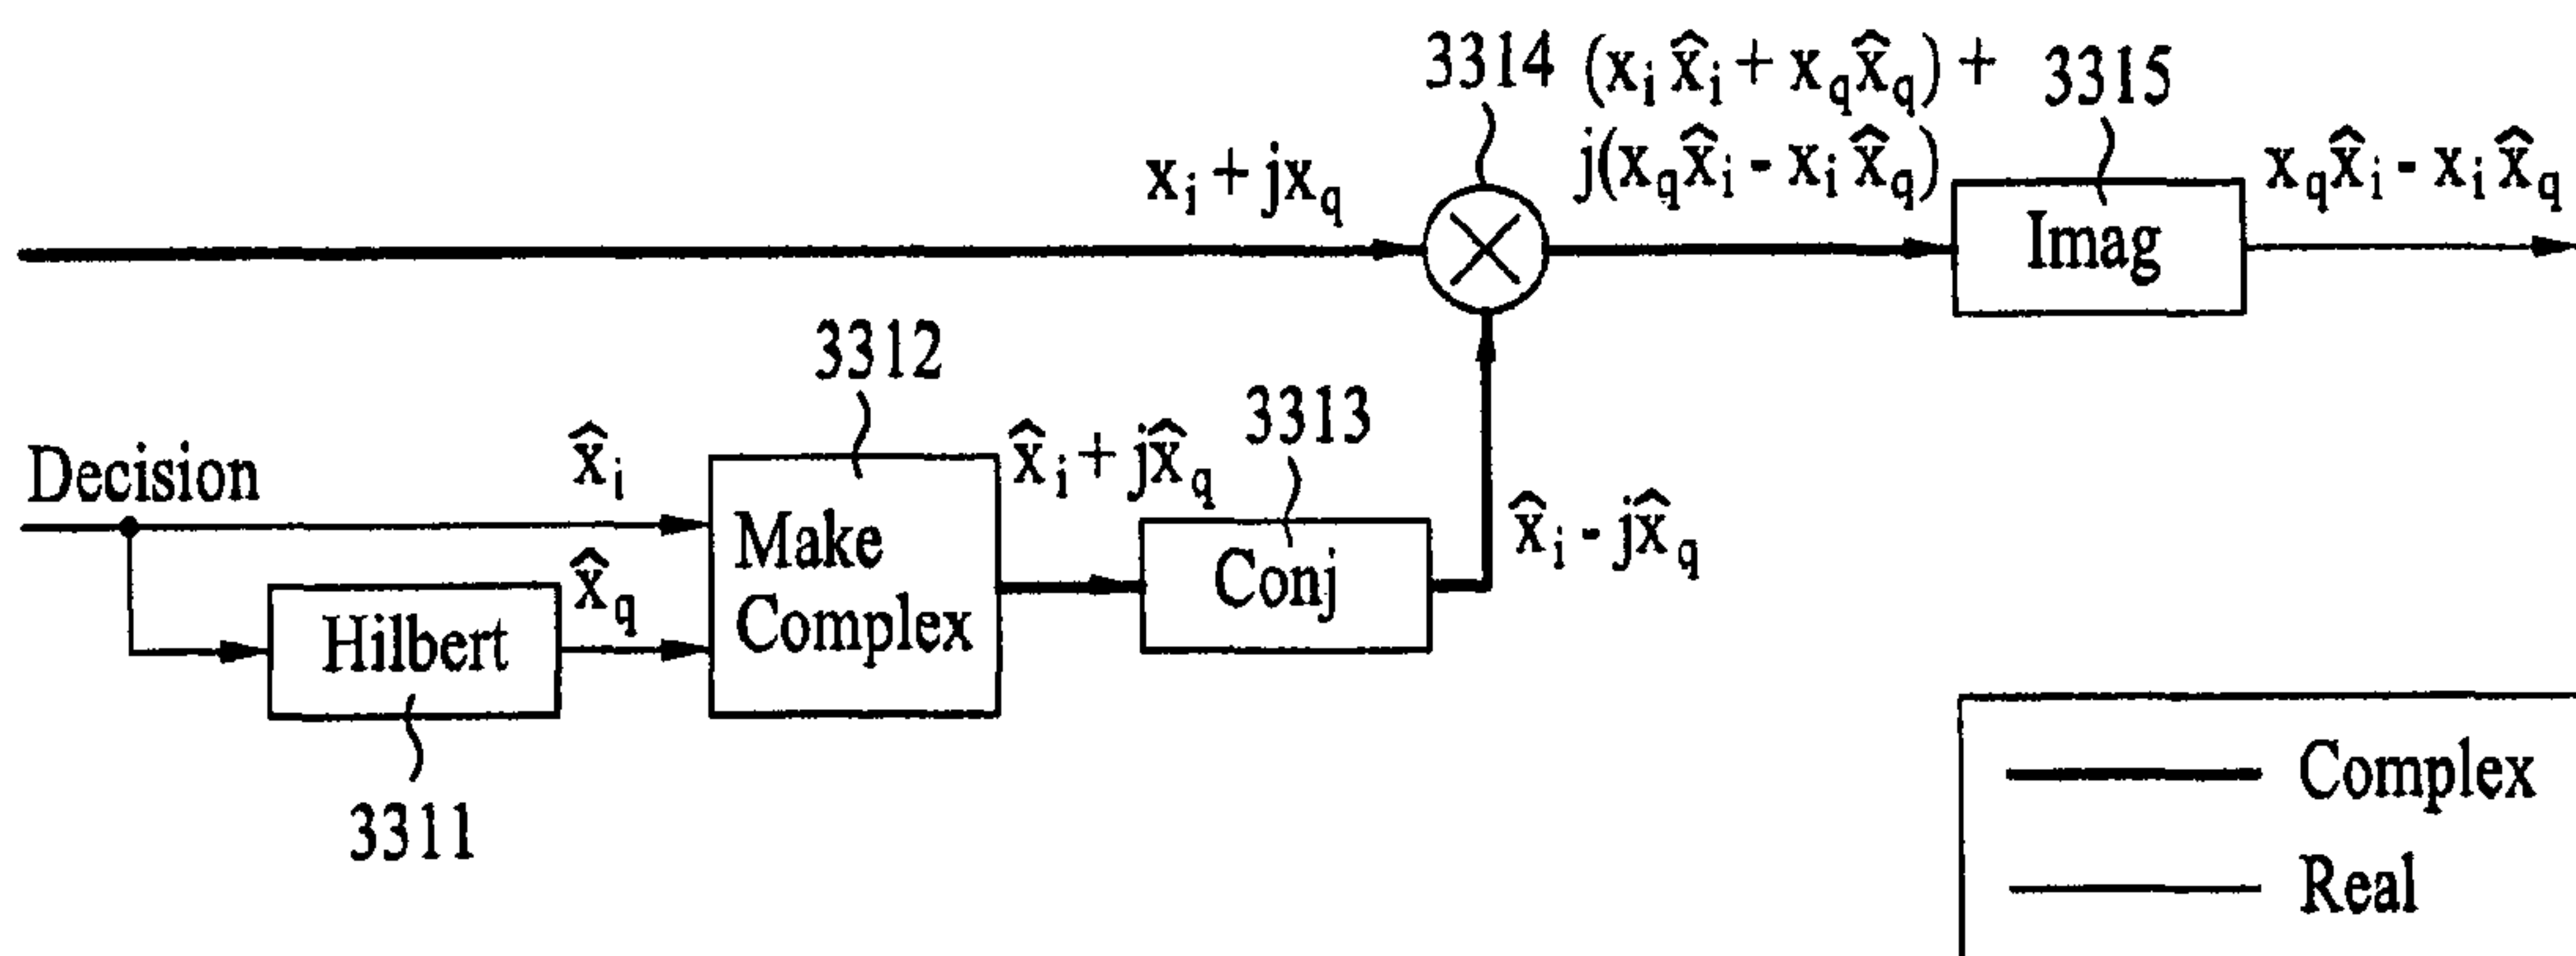 3314
(x_i x̂_i + x_q x̂_q) +
j(x_q x̂_i - x_i x̂_q)
3315
x_i + jx_q
Imag
x_q x̂_i - x_i x̂_q
3312
3313
Decision
x̂_i
Make
Complex
x̂_i + jx̂_q
Conj
x̂_i - jx̂_q
Hilbert
x̂_q
3311
Complex
Real